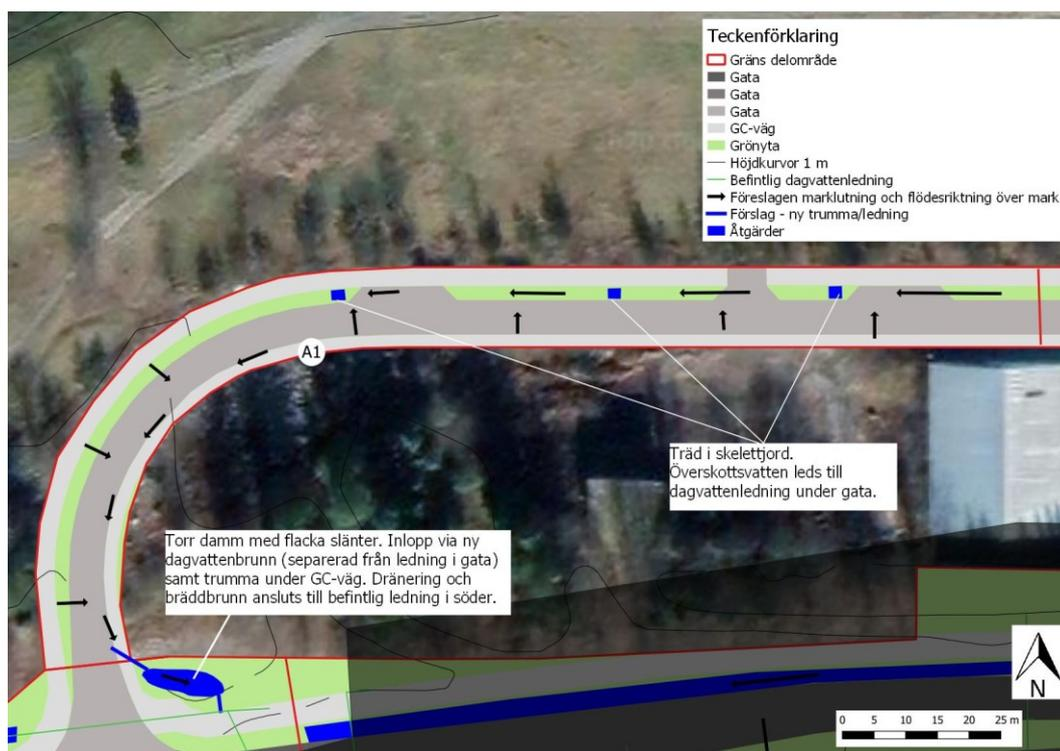 Teckenförklaring
Gräns delområde
Gata
Gata
Gata
GC-väg
Grönyta
Höjdkurvor 1 m
Befintlig dagvattenledning
Föreslagen marklutning och flödesriktning över mark
Förslag - ny trumma/ledning
Åtgärder
A1
Träd i skelettjord.
Överskottsvatten leds till
dagvattenledning under gata.
Torr damm med flacka slänter. Inlopp via ny
dagvattenbrunn (separerad från ledning i gata)
samt trumma under GC-väg. Dränering och
bräddbrunn ansluts till befintlig ledning i söder.
N
0 5 10 15 20 25 m